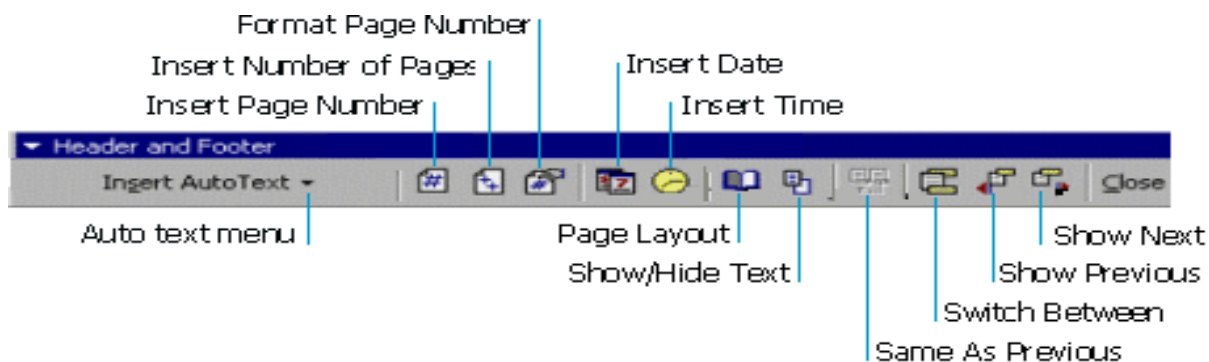 Format Page Number
Insert Number of Pages
Insert Date
Insert Page Number
Insert Time
Header and Footer
Insert AutoText
Close
Auto text menu
Page Layout
Show Next
Show/Hide Text
Show Previous
Switch Between
Same As Previous